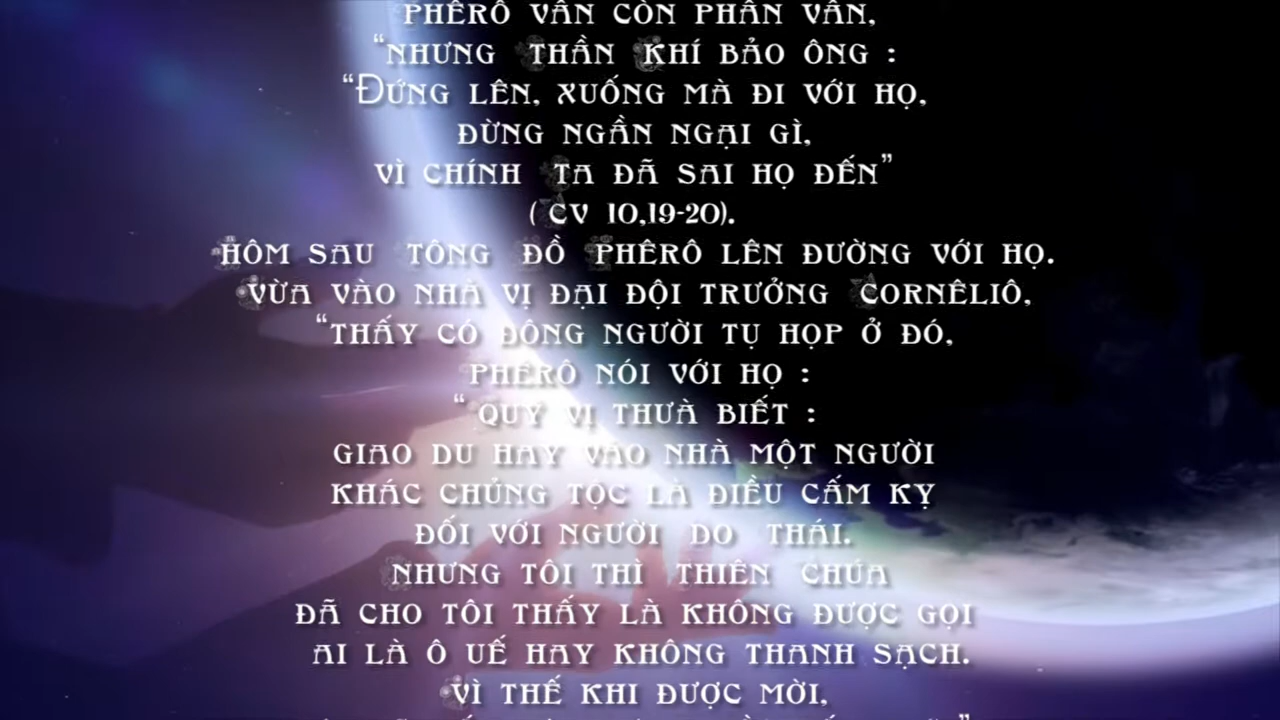 PHÊRÔ VẪN CÒN PHÂN VÂN,
“NHƯNG THẦN KHÍ BẢO ÔNG :
“ĐỨNG LÊN, XUỐNG MÀ ĐI VỚI HỌ,
ĐỪNG NGẦN NGẠI GÌ,
VÌ CHÍNH TA ĐÃ SAI HỌ ĐẾN”
( CV 10,19-20).
HÔM SAU TÔNG ĐỒ PHÊRÔ LÊN ĐƯỜNG VỚI HỌ.
VỪA VÀO NHÀ VỊ ĐẠI ĐỘI TRƯỞNG CORNÊLIÔ,
“THẤY CÓ ĐÔNG NGƯỜI TỤ HỌP Ở ĐÓ,
PHÊRÔ NÓI VỚI HỌ :
“ QUÝ VỊ THƯÀ BIẾT :
GIAO DU HAY VÀO NHÀ MỘT NGƯỜI
KHÁC CHỦNG TỘC LÀ ĐIỀU CẤM KỴ
ĐỐI VỚI NGƯỜI DO THÁI.
NHƯNG TÔI THÌ THIÊN CHÚA
ĐÃ CHO TÔI THẤY LÀ KHÔNG ĐƯỢC GỌI
AI LÀ Ô UẾ HAY KHÔNG THANH SẠCH.
VÌ THẾ KHI ĐƯỢC MỜI,